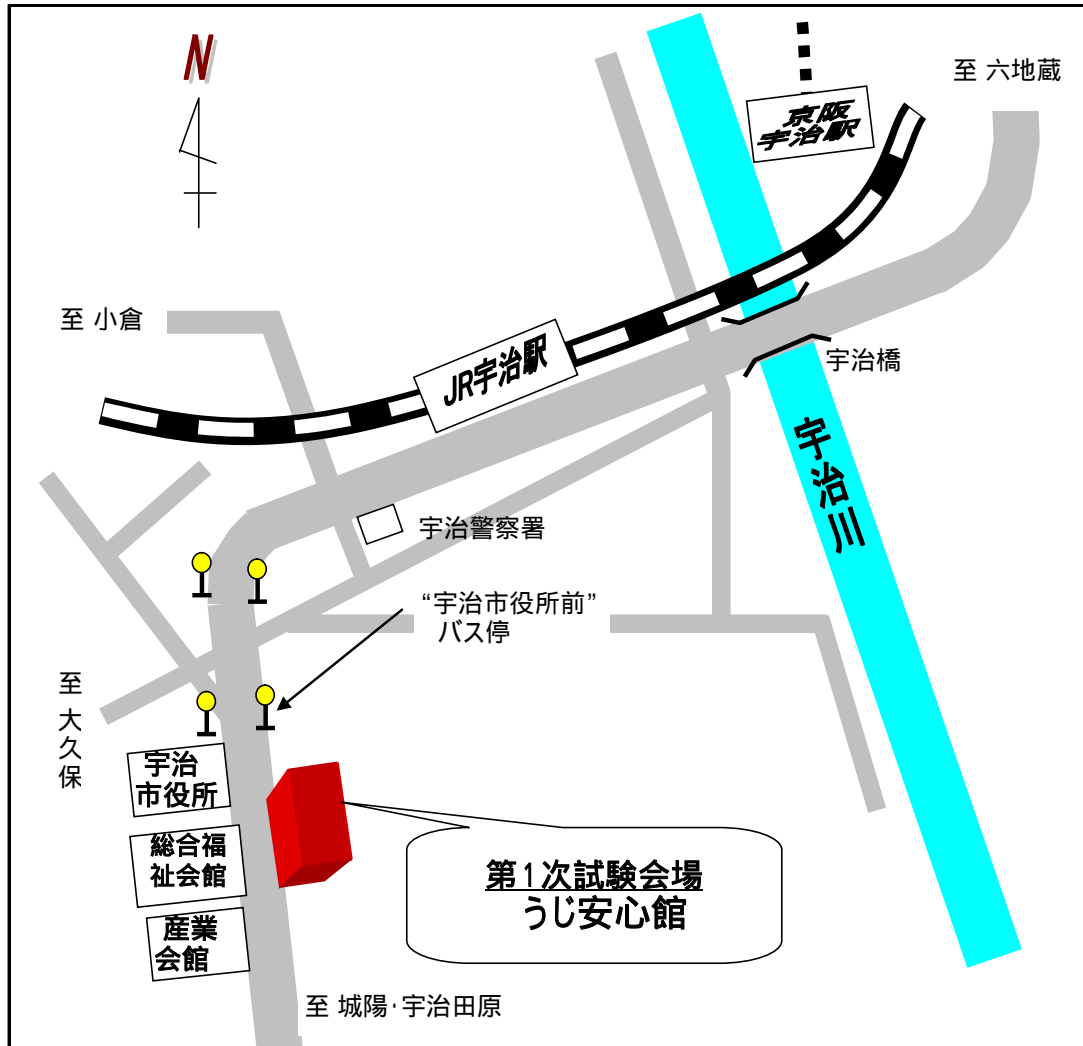 N
至 六地蔵
京阪
宇治駅
至 小倉
JR宇治駅
宇治橋
宇治川
宇治警察署
“宇治市役所前”
バス停
至 大久保
宇治
市役所
総合福
祉会館
産業
会館
第1次試験会場
うじ安心館
至 城陽・宇治田原